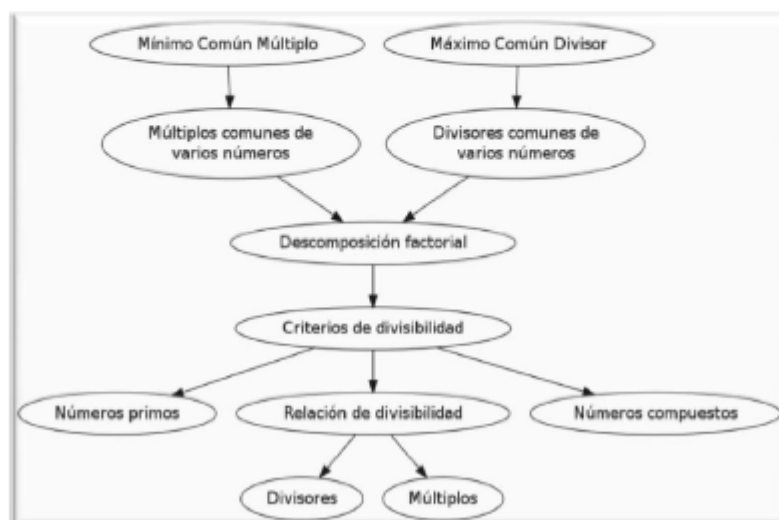 Mínimo Común Múltiplo
Máximo Común Divisor
Múltiplos comunes de
varios números
Divisores comunes de
varios números
Descomposición factorial
Criterios de divisibilidad
Números primos
Relación de divisibilidad
Números compuestos
Divisores
Múltiplos